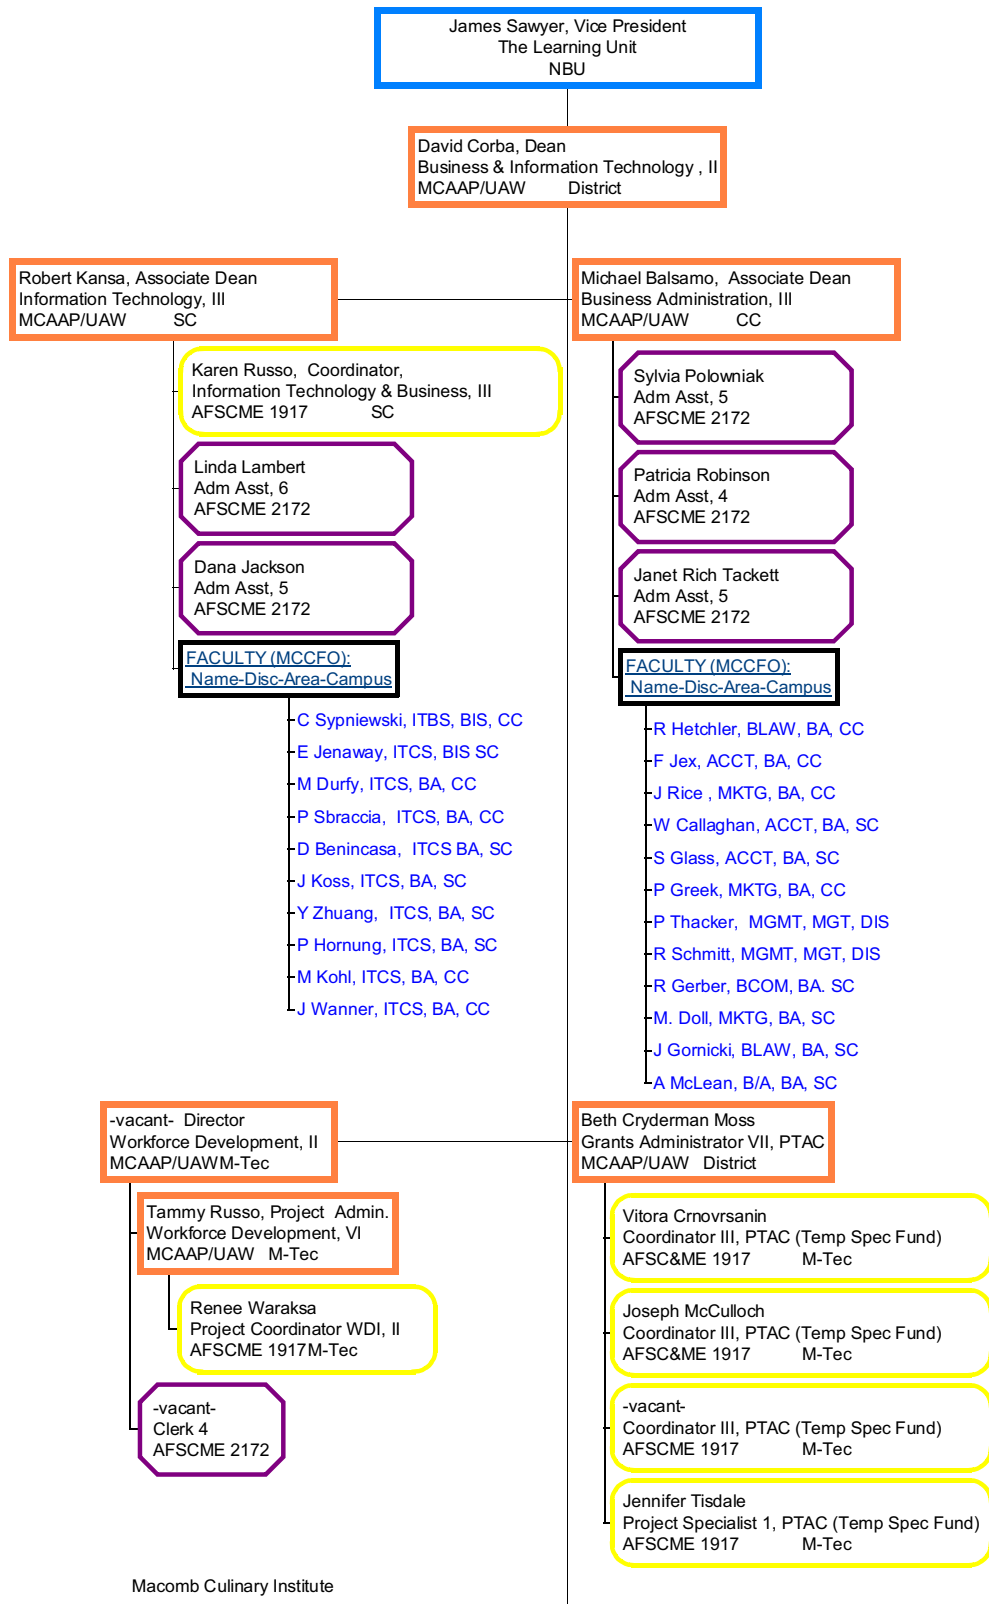 James Sawyer, Vice President
The Learning Unit
NBU
David Corba, Dean
Business & Information Technology , II
MCAAP/UAW District
Robert Kansa, Associate Dean
Information Technology, III
MCAAP/UAW SC
Karen Russo, Coordinator,
Information Technology & Business, III
AFSCME 1917 SC
Linda Lambert
Adm Asst, 6
AFSCME 2172
Dana Jackson
Adm Asst, 5
AFSCME 2172
FACULTY (MCCFO):
Name-Disc-Area-Campus
C Sypniewski, ITBS, BIS, CC
E Jenaway, ITCS, BIS SC
M Durfy, ITCS, BA, CC
P Sbraccia, ITCS, BA, CC
D Benincasa, ITCS BA, SC
J Koss, ITCS, BA, SC
Y Zhuang, ITCS, BA, SC
P Hornung, ITCS, BA, SC
M Kohl, ITCS, BA, CC
J Wanner, ITCS, BA, CC
Michael Balsamo, Associate Dean
Business Administration, III
MCAAP/UAW CC
Sylvia Polowniak
Adm Asst, 5
AFSCME 2172
Patricia Robinson
Adm Asst, 4
AFSCME 2172
Janet Rich Tackett
Adm Asst, 5
AFSCME 2172
FACULTY (MCCFO):
Name-Disc-Area-Campus
R Hetchler, BLAW, BA, CC
F Jex, ACCT, BA, CC
J Rice , MKTG, BA, CC
W Callaghan, ACCT, BA, SC
S Glass, ACCT, BA, SC
P Greek, MKTG, BA, CC
P Thacker, MGMT, MGT, DIS
R Schmitt, MGMT, MGT, DIS
R Gerber, BCOM, BA. SC
M. Doll, MKTG, BA, SC
J Gornicki, BLAW, BA, SC
A McLean, B/A, BA, SC
-vacant- Director
Workforce Development, II
MCAAP/UAWM-Tec
Tammy Russo, Project Admin.
Workforce Development, VI
MCAAP/UAW M-Tec
Renee Waraksa
Project Coordinator WDI, II
AFSCME 1917M-Tec
-vacant-
Clerk 4
AFSCME 2172
Beth Cryderman Moss
Grants Administrator VII, PTAC
MCAAP/UAW District
Vitora Crnovrsanin
Coordinator III, PTAC (Temp Spec Fund)
AFSC&ME 1917 M-Tec
Joseph McCulloch
Coordinator III, PTAC (Temp Spec Fund)
AFSC&ME 1917 M-Tec
-vacant-
Coordinator III, PTAC (Temp Spec Fund)
AFSCME 1917 M-Tec
Jennifer Tisdale
Project Specialist 1, PTAC (Temp Spec Fund)
AFSCME 1917 M-Tec
Macomb Culinary Institute